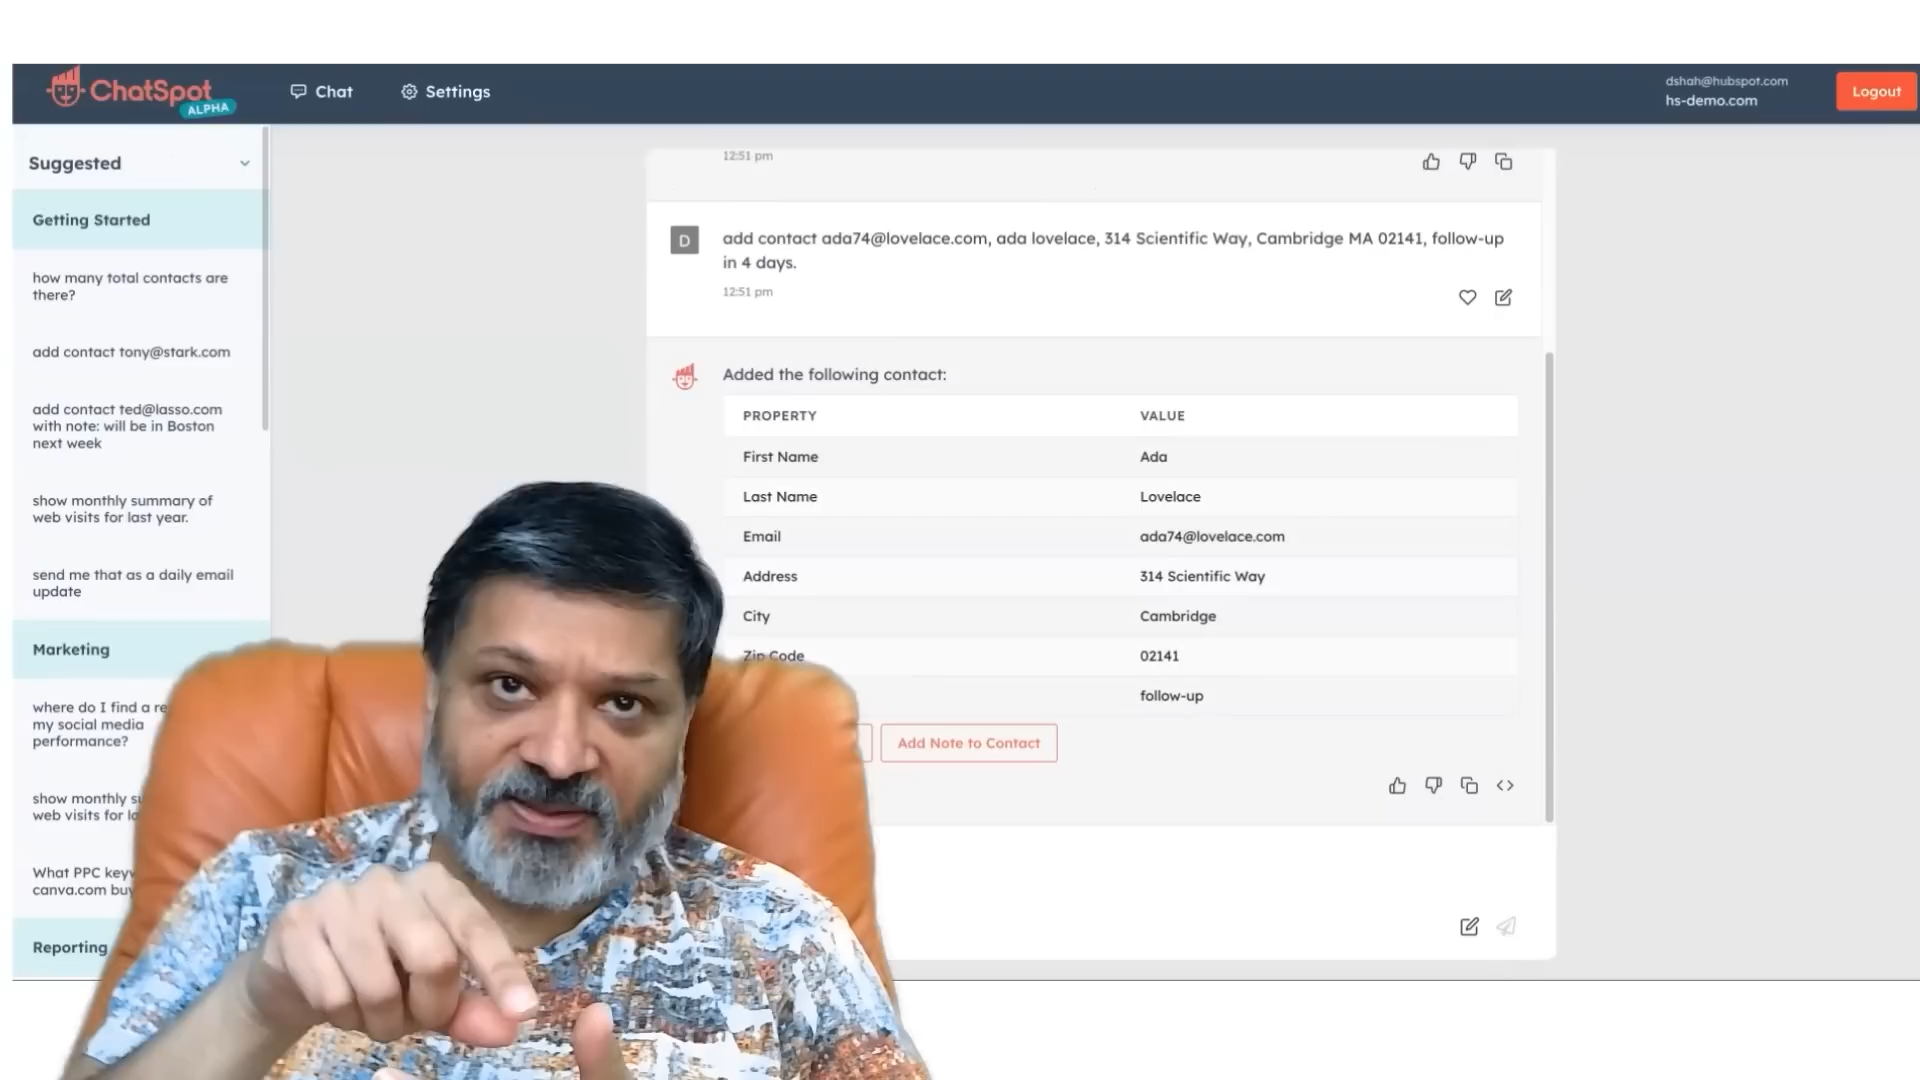 ChatSpot
ALPHA
Chat
Settings
dshah@hubspot.com
hs-demo.com
Logout
Suggested
Getting Started
how many total contacts are
there?
add contact tony@stark.com
add contact ted@lasso.com
with note: will be in Boston
next week
show monthly summary of
web visits for last year.
send me that as a daily email
update
Marketing
where do I find a re
my social media
performance?
show monthly su
web visits for la
What PPC keyw
canva.com buy
Reporting
12:51 pm
D
add contact ada74@lovelace.com, ada lovelace, 314 Scientific Way, Cambridge MA 02141, follow-up
in 4 days.
12:51 pm
Added the following contact:
PROPERTY VALUE
First Name Ada
Last Name Lovelace
Email ada74@lovelace.com
Address 314 Scientific Way
City Cambridge
Zip Code 02141
follow-up
Add Note to Contact